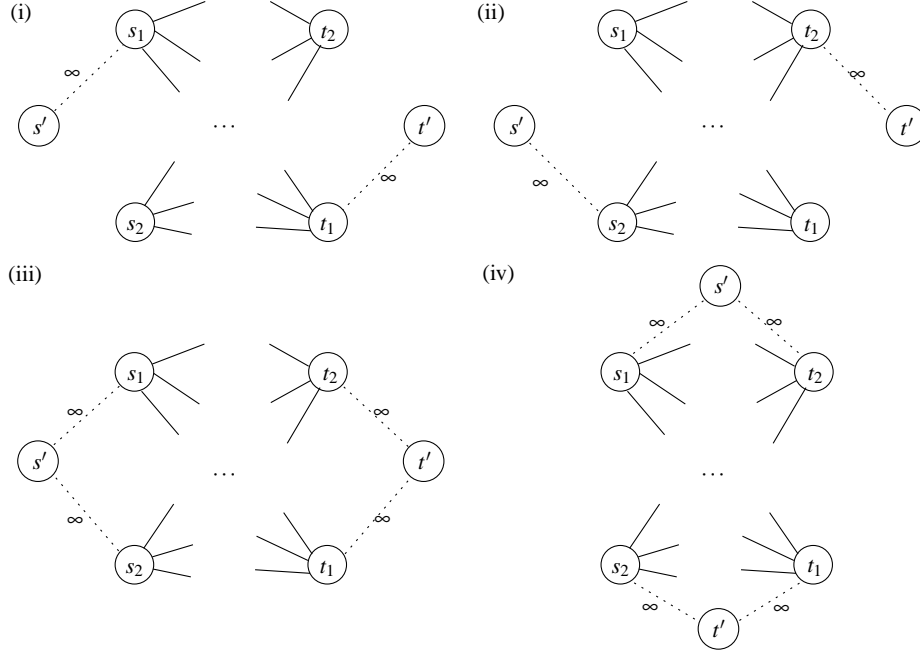 (i)
s₁
t₂
∞
s′
...
t′
∞
s₂
t₁
(ii)
s₁
t₂
∞
s′
...
t′
∞
s₂
t₁
(iii)
s₁
t₂
∞
∞
s′
...
t′
∞
∞
s₂
t₁
(iv)
s′
∞
∞
s₁
t₂
...
s₂
t₁
∞
∞
t′